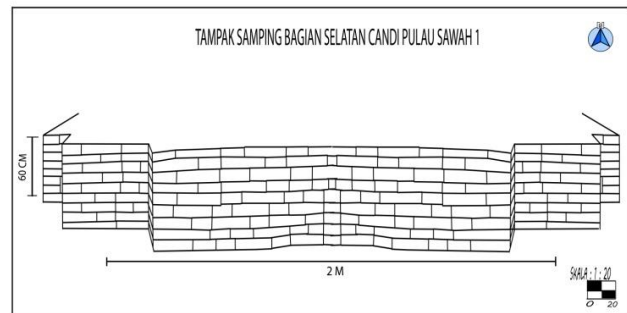 TAMPAK SAMPING BAGIAN SELATAN CANDI PULAU SAWAH 1
60 CM
2 M
SKALA : 1 : 20
0 20